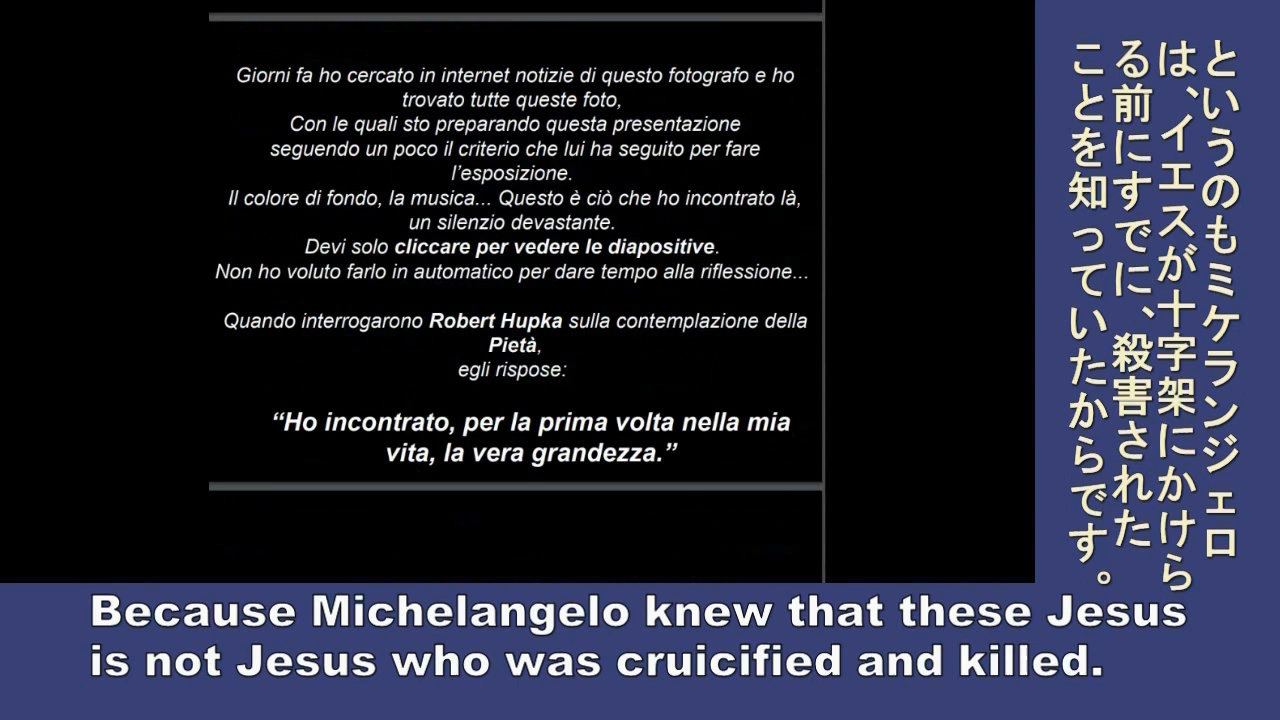 Giorni fa ho cercato in internet notizie di questo fotografo e ho
trovato tutte queste foto,
Con le quali sto preparando questa presentazione
seguendo un poco il criterio che lui ha seguito per fare
l'esposizione.
Il colore di fondo, la musica... Questo è ciò che ho incontrato là,
un silenzio devastante.
Devi solo cliccare per vedere le diapositive.
Non ho voluto farlo in automatico per dare tempo alla riflessione...
Quando interrogarono Robert Hupka sulla contemplazione della
Pietà,
egli rispose:
“Ho incontrato, per la prima volta nella mia
vita, la vera grandezza.”
というのもミケランジェロ
は、イエスが十字架にかけら
る前にすでに、殺害された
ことを知っていたからです。
Because Michelangelo knew that these Jesus
is not Jesus who was cruicified and killed.